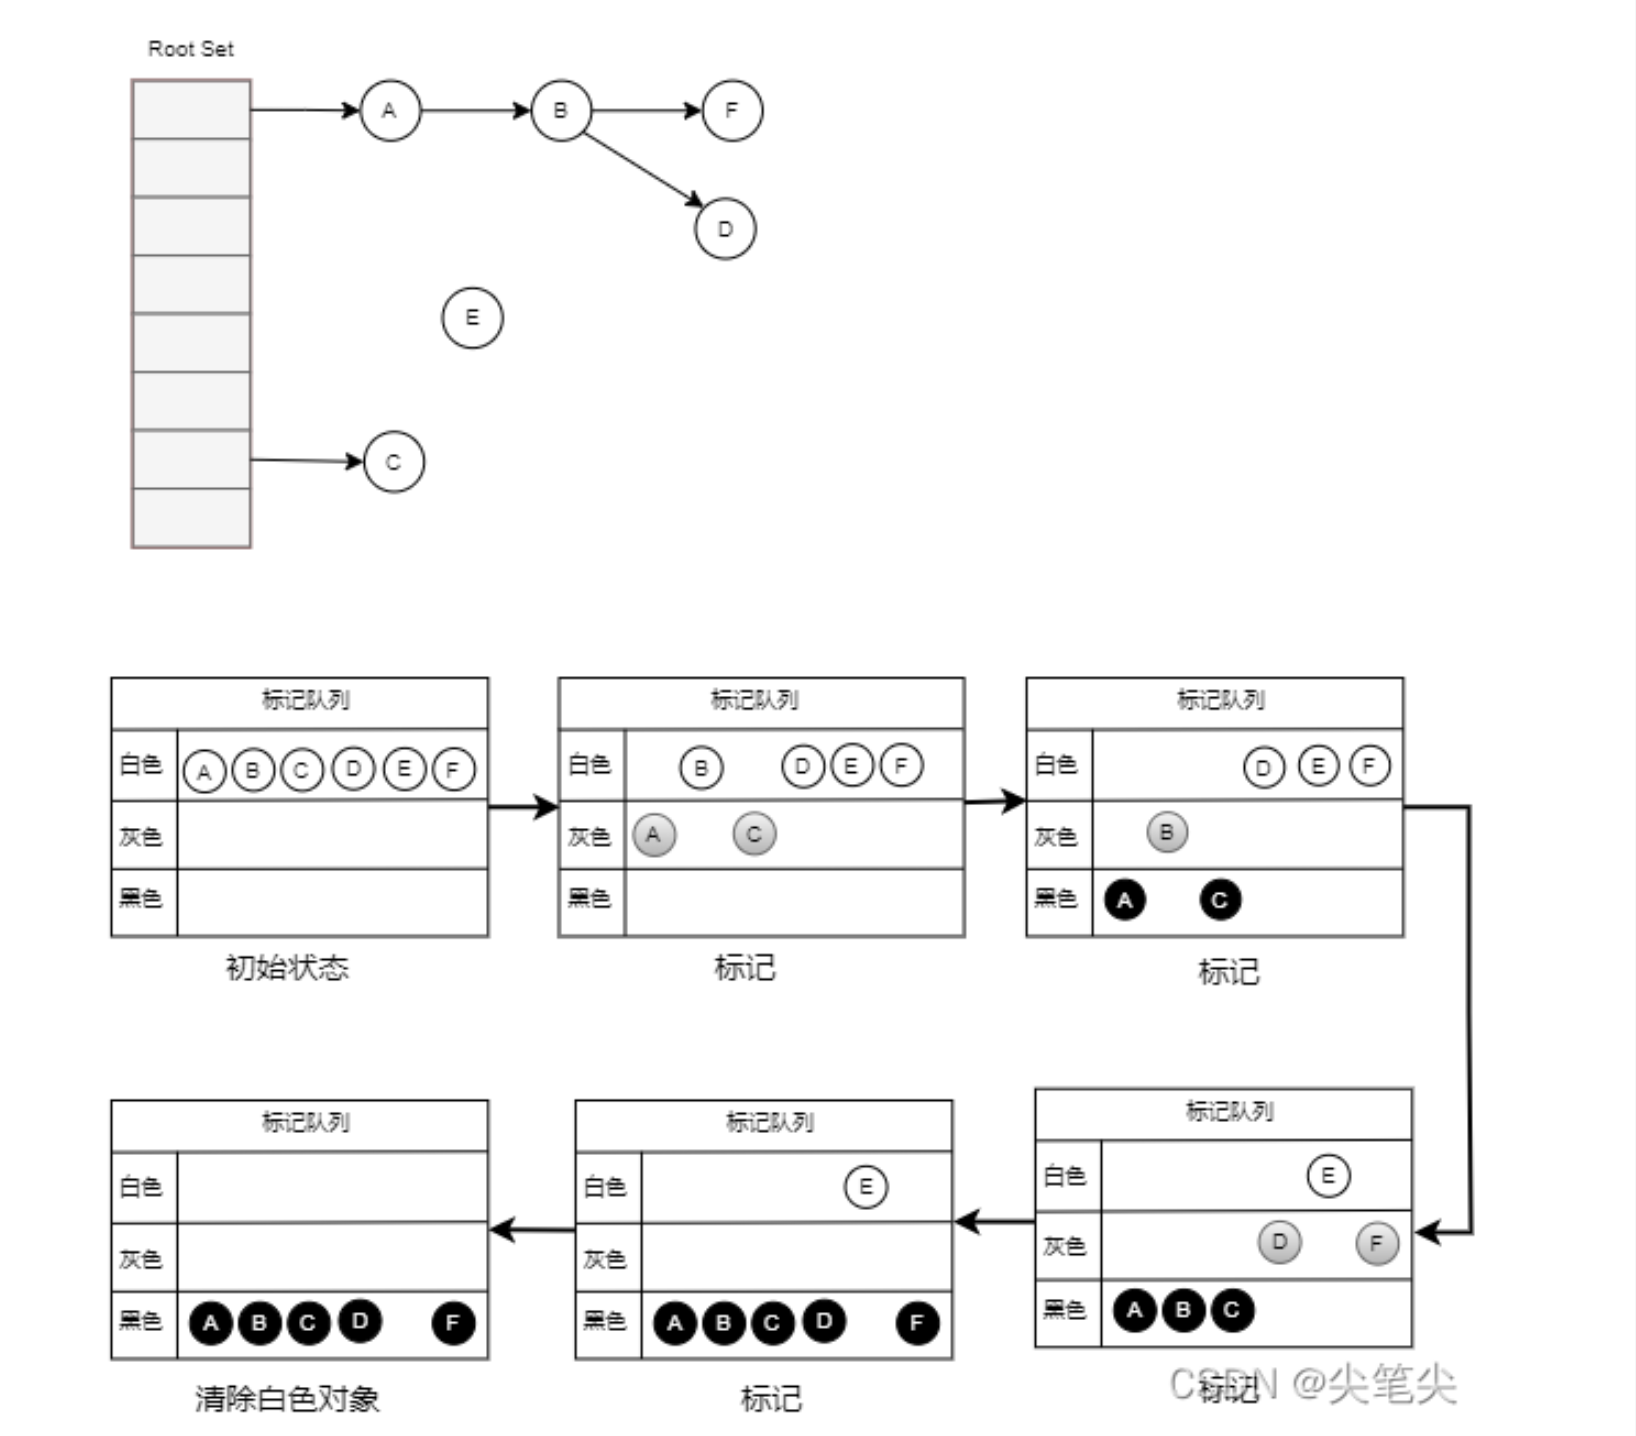 Root Set
A
B
F
D
E
C
标记队列
白色 A B C D E F
灰色
黑色
初始状态
标记队列
白色 B D E F
灰色 A C
黑色
标记
标记队列
白色 D E F
灰色 B
黑色 A C
标记
标记队列
白色
灰色
黑色 A B C D F
清除白色对象
标记队列
白色 E
灰色
黑色 A B C D F
标记
标记队列
白色 E
灰色 D F
黑色 A B C
标记
CSDN @尖笔尖